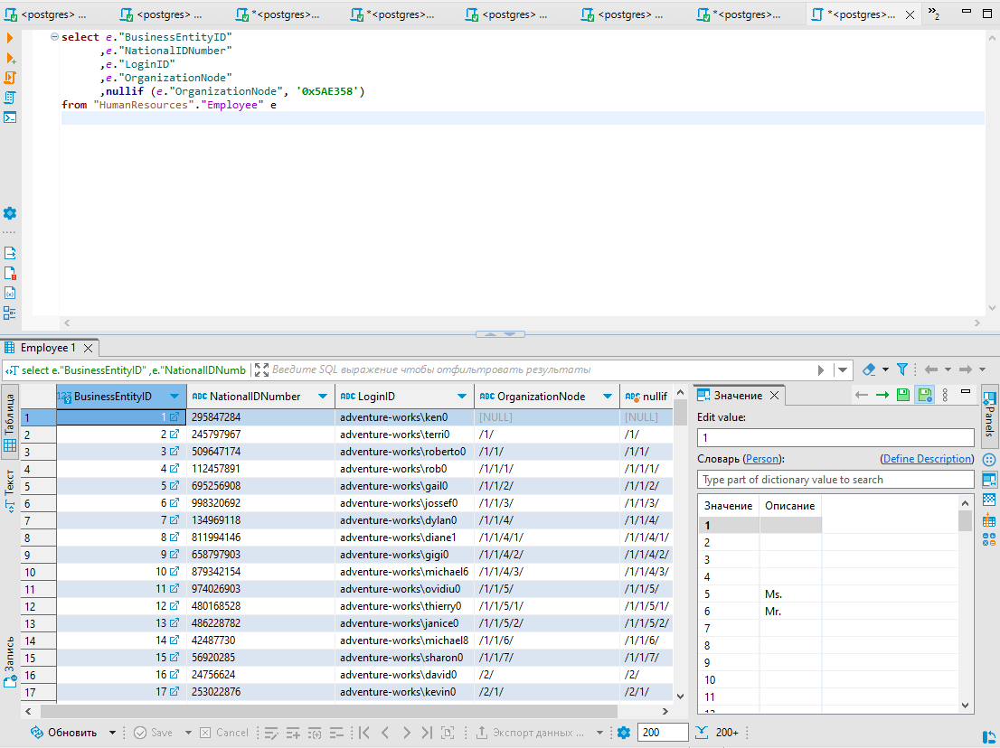 <postgres> ...
<postgres> ...
*<postgres>...
*<postgres>...
<postgres> ...
<postgres> ...
*<postgres>...
*<postgres>...
»2
select e."BusinessEntityID"
,e."NationalIDNumber"
,e."LoginID"
,e."OrganizationNode"
,nullif (e."OrganizationNode", '0x5AE358')
from "HumanResources"."Employee" e
Employee 1
select e."BusinessEntityID" ,e."NationalIDNumb
Введите SQL выражение чтобы отфильтровать результаты
Таблица
Текст
Запись
123 BusinessEntityID ABC NationalIDNumber ABC LoginID ABC OrganizationNode ABC nullif
1 1 295847284 adventure-works\ken0 [NULL] [NULL]
2 2 245797967 adventure-works\terri0 /1/ /1/
3 3 509647174 adventure-works\roberto0 /1/1/ /1/1/
4 4 112457891 adventure-works\rob0 /1/1/1/ /1/1/1/
5 5 695256908 adventure-works\gail0 /1/1/2/ /1/1/2/
6 6 998320692 adventure-works\jossef0 /1/1/3/ /1/1/3/
7 7 134969118 adventure-works\dylan0 /1/1/4/ /1/1/4/
8 8 811994146 adventure-works\diane1 /1/1/4/1/ /1/1/4/1/
9 9 658797903 adventure-works\gigi0 /1/1/4/2/ /1/1/4/2/
10 10 879342154 adventure-works\michael6 /1/1/4/3/ /1/1/4/3/
11 11 974026903 adventure-works\ovidiu0 /1/1/5/ /1/1/5/
12 12 480168528 adventure-works\thierry0 /1/1/5/1/ /1/1/5/1/
13 13 486228782 adventure-works\janice0 /1/1/5/2/ /1/1/5/2/
14 14 42487730 adventure-works\michael8 /1/1/6/ /1/1/6/
15 15 56920285 adventure-works\sharon0 /1/1/7/ /1/1/7/
16 16 24756624 adventure-works\david0 /2/ /2/
17 17 253022876 adventure-works\kevin0 /2/1/ /2/1/
Значение
Edit value:
1
Словарь (Person): (Define Description)
Type part of dictionary value to search
Значение Описание
1
2
3
4
5 Ms.
6 Mr.
7
8
9
10
11
12
Panels
Обновить Save Cancel Экспорт данных ... 200 200+